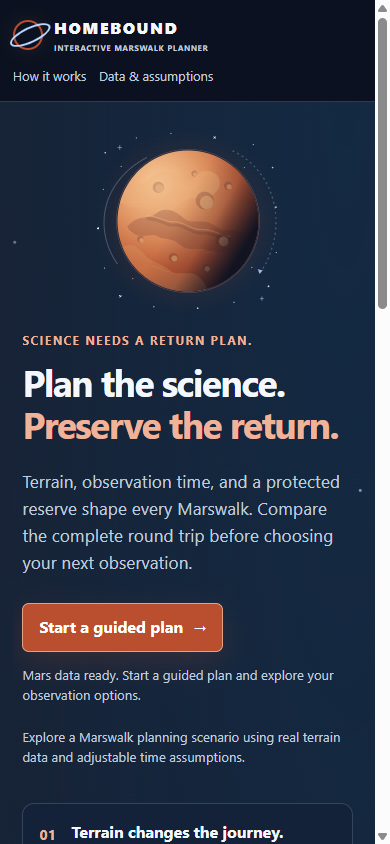 HOMEBOUND
INTERACTIVE MARSWALK PLANNER
How it works Data & assumptions
SCIENCE NEEDS A RETURN PLAN.
Plan the science.
Preserve the return.
Terrain, observation time, and a protected
reserve shape every Marswalk. Compare
the complete round trip before choosing
your next observation.
Start a guided plan →
Mars data ready. Start a guided plan and explore your
observation options.
Explore a Marswalk planning scenario using real terrain
data and adjustable time assumptions.
01 Terrain changes the journey.